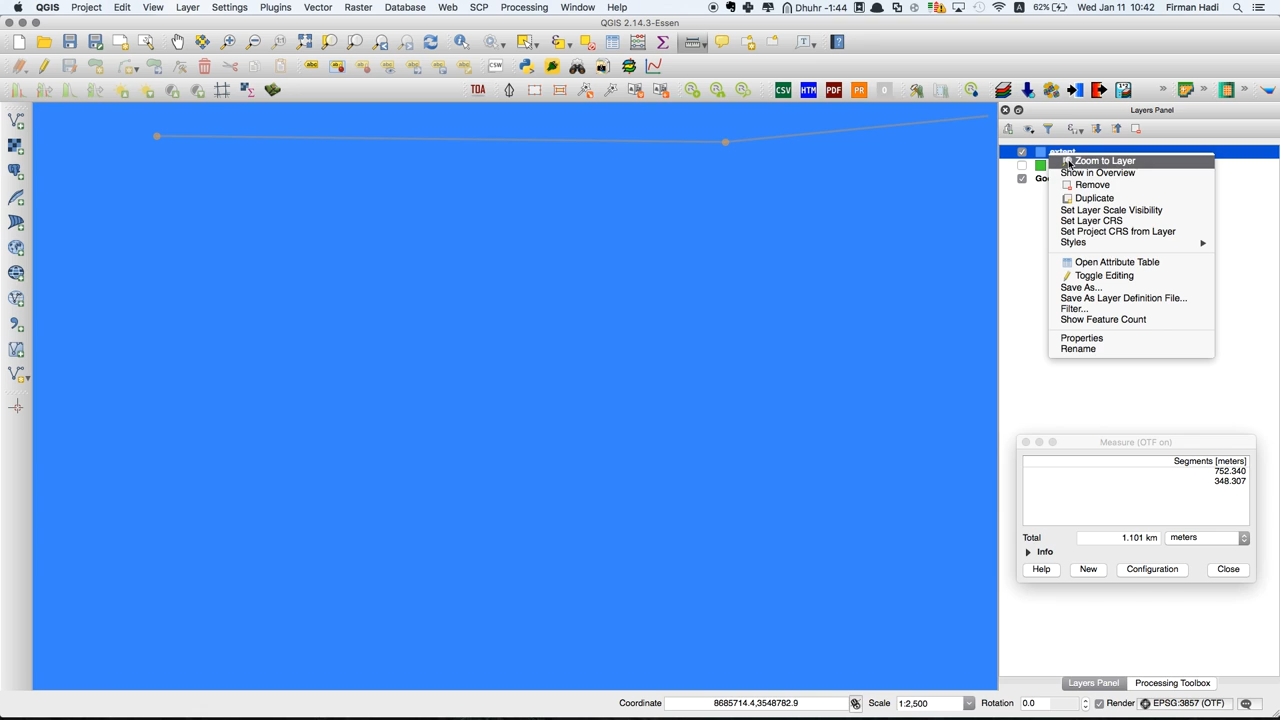 QGIS Project Edit View Layer Settings Plugins Vector Raster Database Web SCP Processing Window Help Dhuhr -1:44 62% Wed Jan 11 10:42 Firman Hadi
QGIS 2.14.3-Essen
CSW
TOA CSV HTM PDF PR
Layers Panel
extent
Zoom to Layer
Show in Overview
Remove
Duplicate
Set Layer Scale Visibility
Set Layer CRS
Set Project CRS from Layer
Styles
Open Attribute Table
Toggle Editing
Save As...
Save As Layer Definition File...
Filter...
Show Feature Count
Properties
Rename
Measure (OTF on)
Segments [meters]
752.340
348.307
Total 1.101 km meters
Info
Help New Configuration Close
Layers Panel Processing Toolbox
Coordinate 8685714.4,3548782.9 Scale 1:2,500 Rotation 0.0 Render EPSG:3857 (OTF)